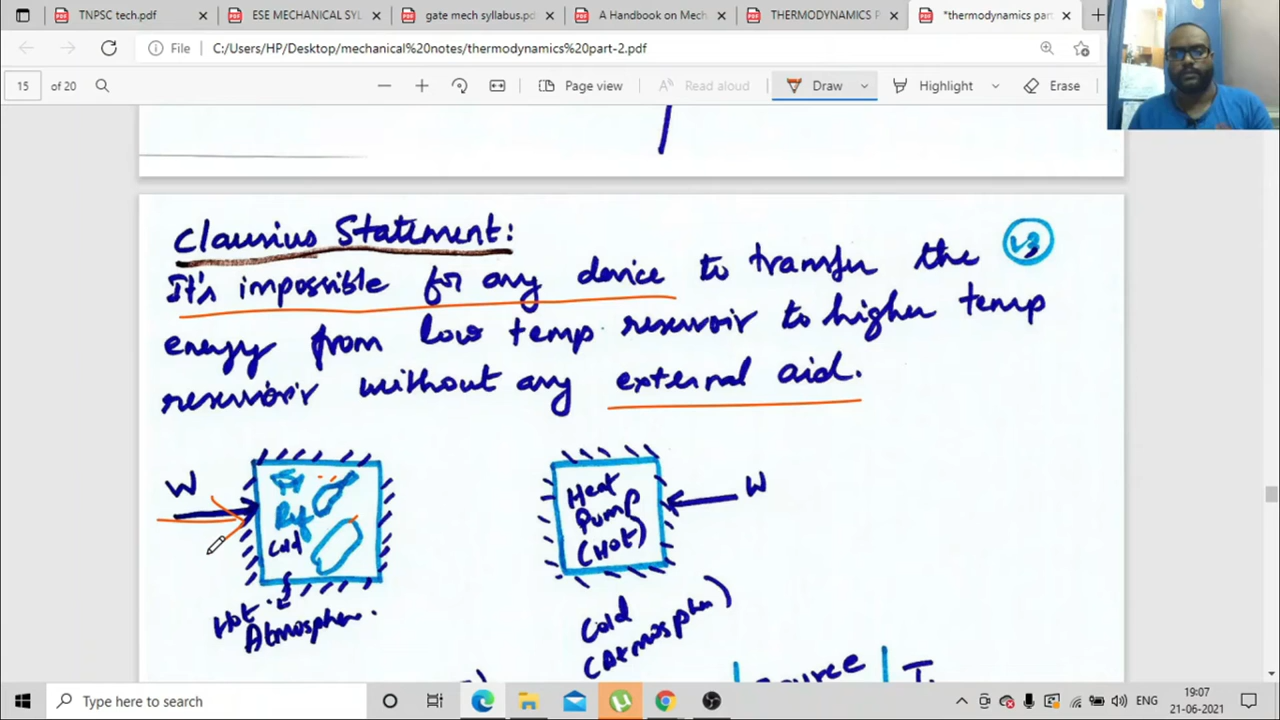 TNPSC tech.pdf
ESE MECHANICAL SYL
gate mech syllabus.pd
A Handbook on Mech
THERMODYNAMICS P
*thermodynamics par
File C:/Users/HP/Desktop/mechanical%20notes/thermodynamics%20part-2.pdf
15 of 20
Page view
Read aloud
Draw
Highlight
Erase
Clausius Statement:
It's impossible for any device to transfer the
energy from low temp reservoir to higher temp
reservoir without any external aid.
W
Ref
Cold
Hot
Atmosphere.
Heat
Pump
(Hot)
W
Cold
(Atmosphere)
Source T
Type here to search
ENG
19:07
21-06-2021